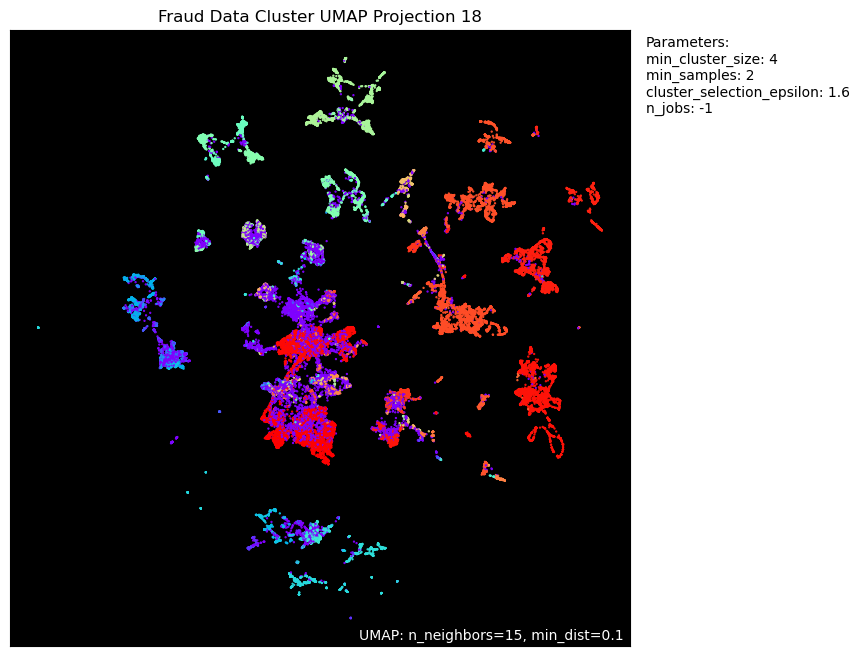 Fraud Data Cluster UMAP Projection 18
Parameters:
min_cluster_size: 4
min_samples: 2
cluster_selection_epsilon: 1.6
n_jobs: -1
UMAP: n_neighbors=15, min_dist=0.1